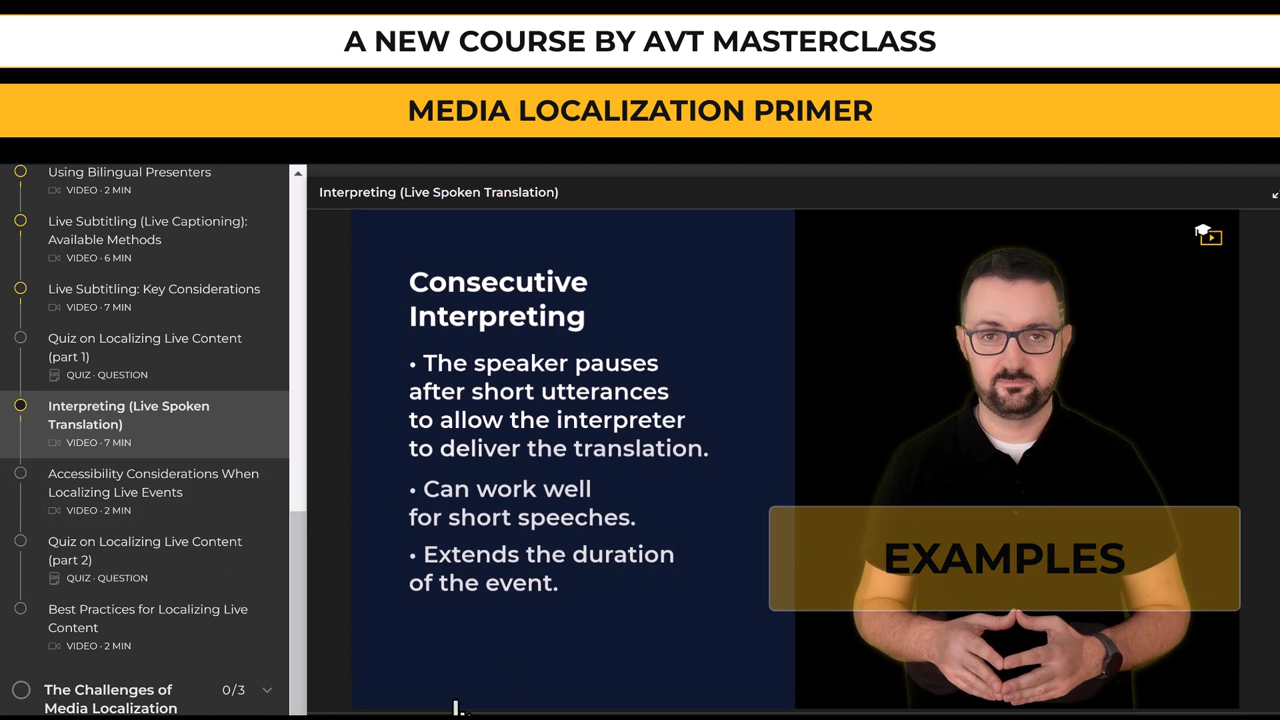 A NEW COURSE BY AVT MASTERCLASS
MEDIA LOCALIZATION PRIMER
Using Bilingual Presenters
VIDEO · 2 MIN
Live Subtitling (Live Captioning):
Available Methods
VIDEO · 6 MIN
Live Subtitling: Key Considerations
VIDEO · 7 MIN
Quiz on Localizing Live Content
(part 1)
QUIZ · QUESTION
Interpreting (Live Spoken
Translation)
VIDEO · 7 MIN
Accessibility Considerations When
Localizing Live Events
VIDEO · 2 MIN
Quiz on Localizing Live Content
(part 2)
QUIZ · QUESTION
Best Practices for Localizing Live
Content
VIDEO · 2 MIN
The Challenges of
Media Localization
0/3
Interpreting (Live Spoken Translation)
Consecutive
Interpreting
• The speaker pauses
after short utterances
to allow the interpreter
to deliver the translation.
• Can work well
for short speeches.
• Extends the duration
of the event.
EXAMPLES